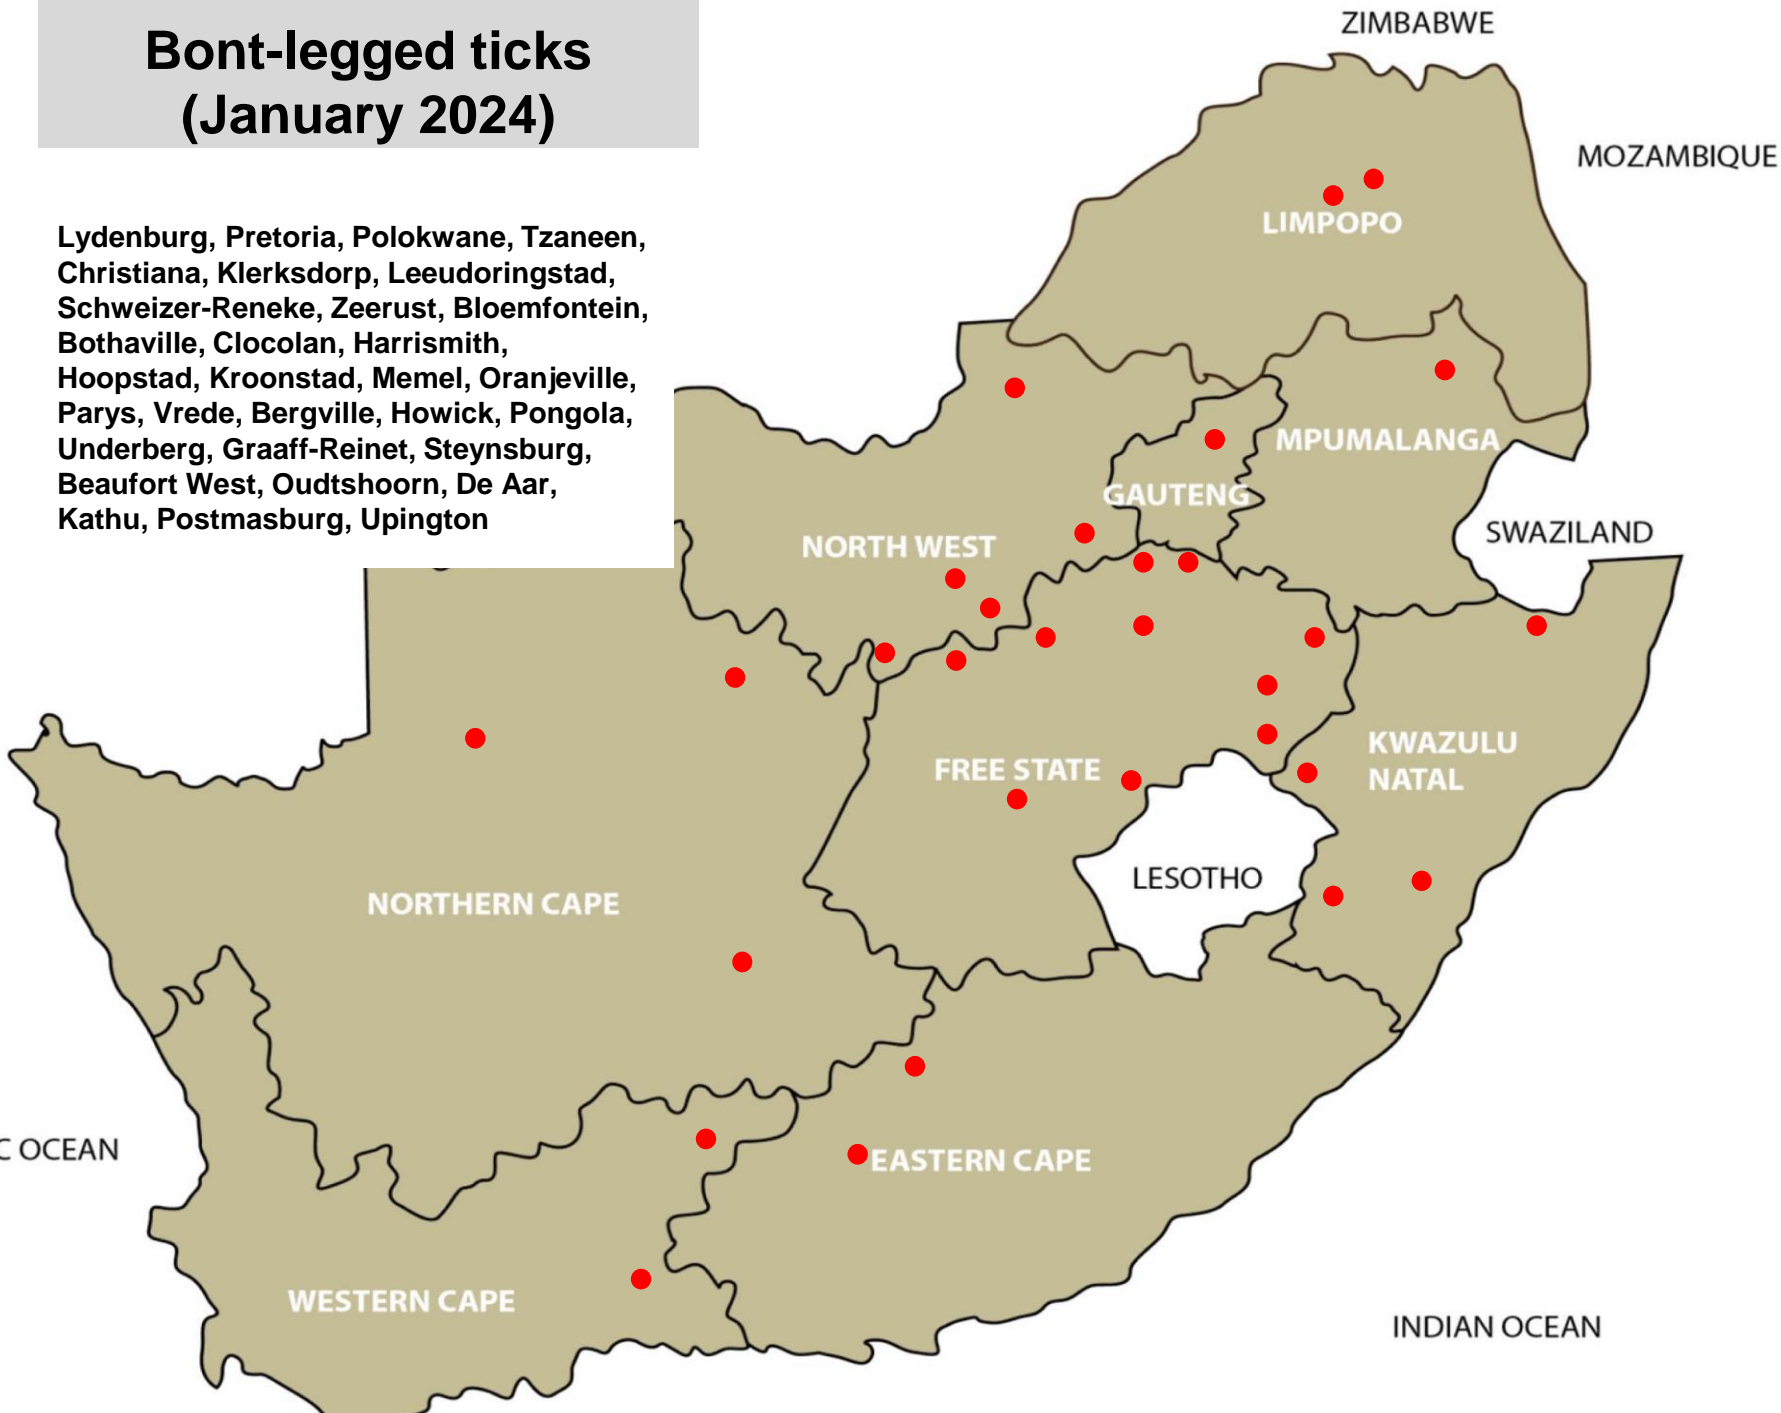 Bont-legged ticks
(January 2024)
Lydenburg, Pretoria, Polokwane, Tzaneen,
Christiana, Klerksdorp, Leeudoringstad,
Schweizer-Reneke, Zeerust, Bloemfontein,
Bothaville, Clocolan, Harrismith,
Hoopstad, Kroonstad, Memel, Oranjeville,
Parys, Vrede, Bergville, Howick, Pongola,
Underberg, Graaff-Reinet, Steynsburg,
Beaufort West, Oudtshoorn, De Aar,
Kathu, Postmasburg, Upington
ZIMBABWE
MOZAMBIQUE
LIMPOPO
MPUMALANGA
GAUTENG
SWAZILAND
NORTH WEST
KWAZULU
NATAL
FREE STATE
LESOTHO
NORTHERN CAPE
C OCEAN
EASTERN CAPE
WESTERN CAPE
INDIAN OCEAN